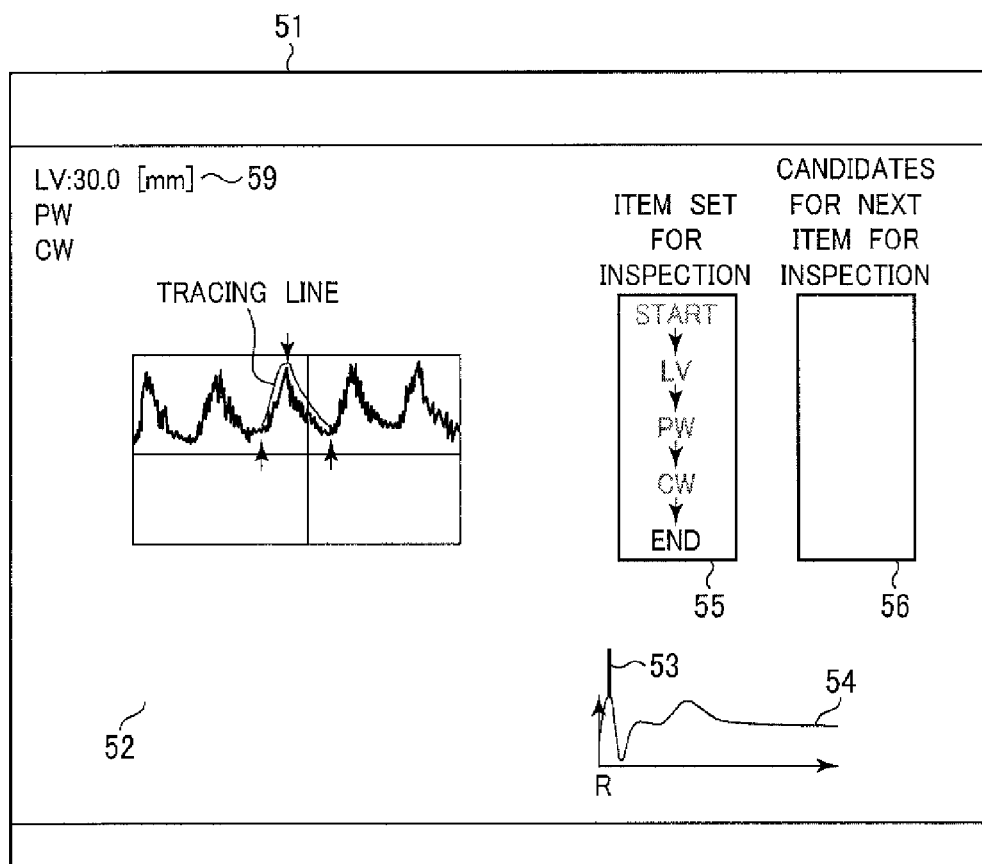 51
LV:30.0 [mm] 59
PW
CW
TRACING LINE
ITEM SET
FOR
INSPECTION
CANDIDATES
FOR NEXT
ITEM FOR
INSPECTION
START
LV
PW
CW
END
55
56
53
54
R
52